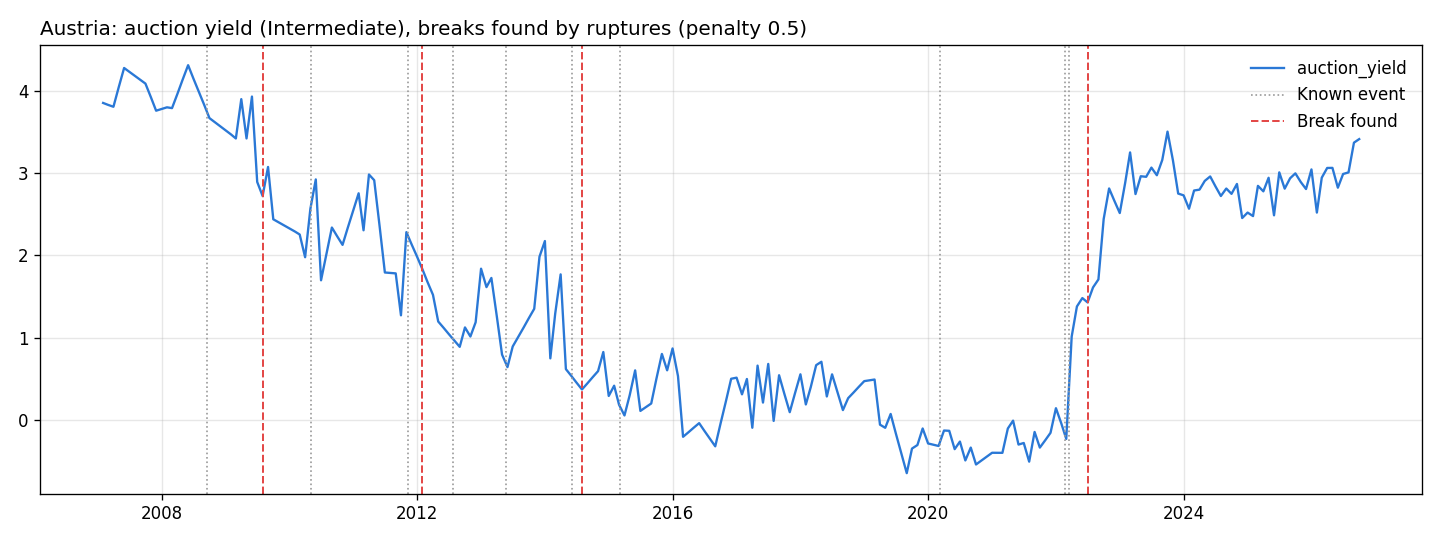 Austria: auction yield (Intermediate), breaks found by ruptures (penalty 0.5)
auction_yield
Known event
Break found
4
3
2
1
0
2008 2012 2016 2020 2024